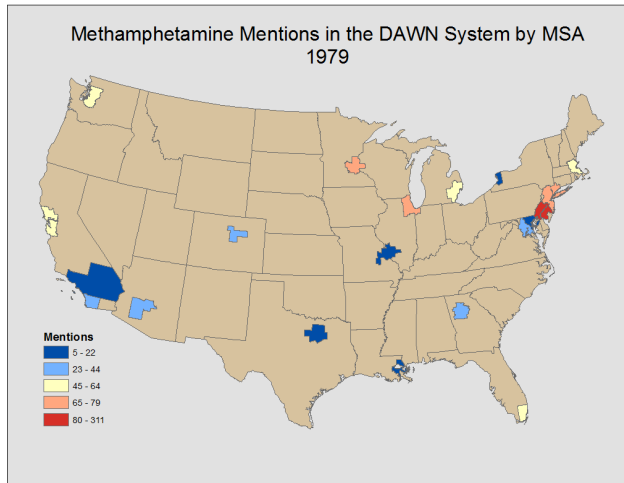 Methamphetamine Mentions in the DAWN System by MSA
1979
Mentions
5 - 22
23 - 44
45 - 64
65 - 79
80 - 311